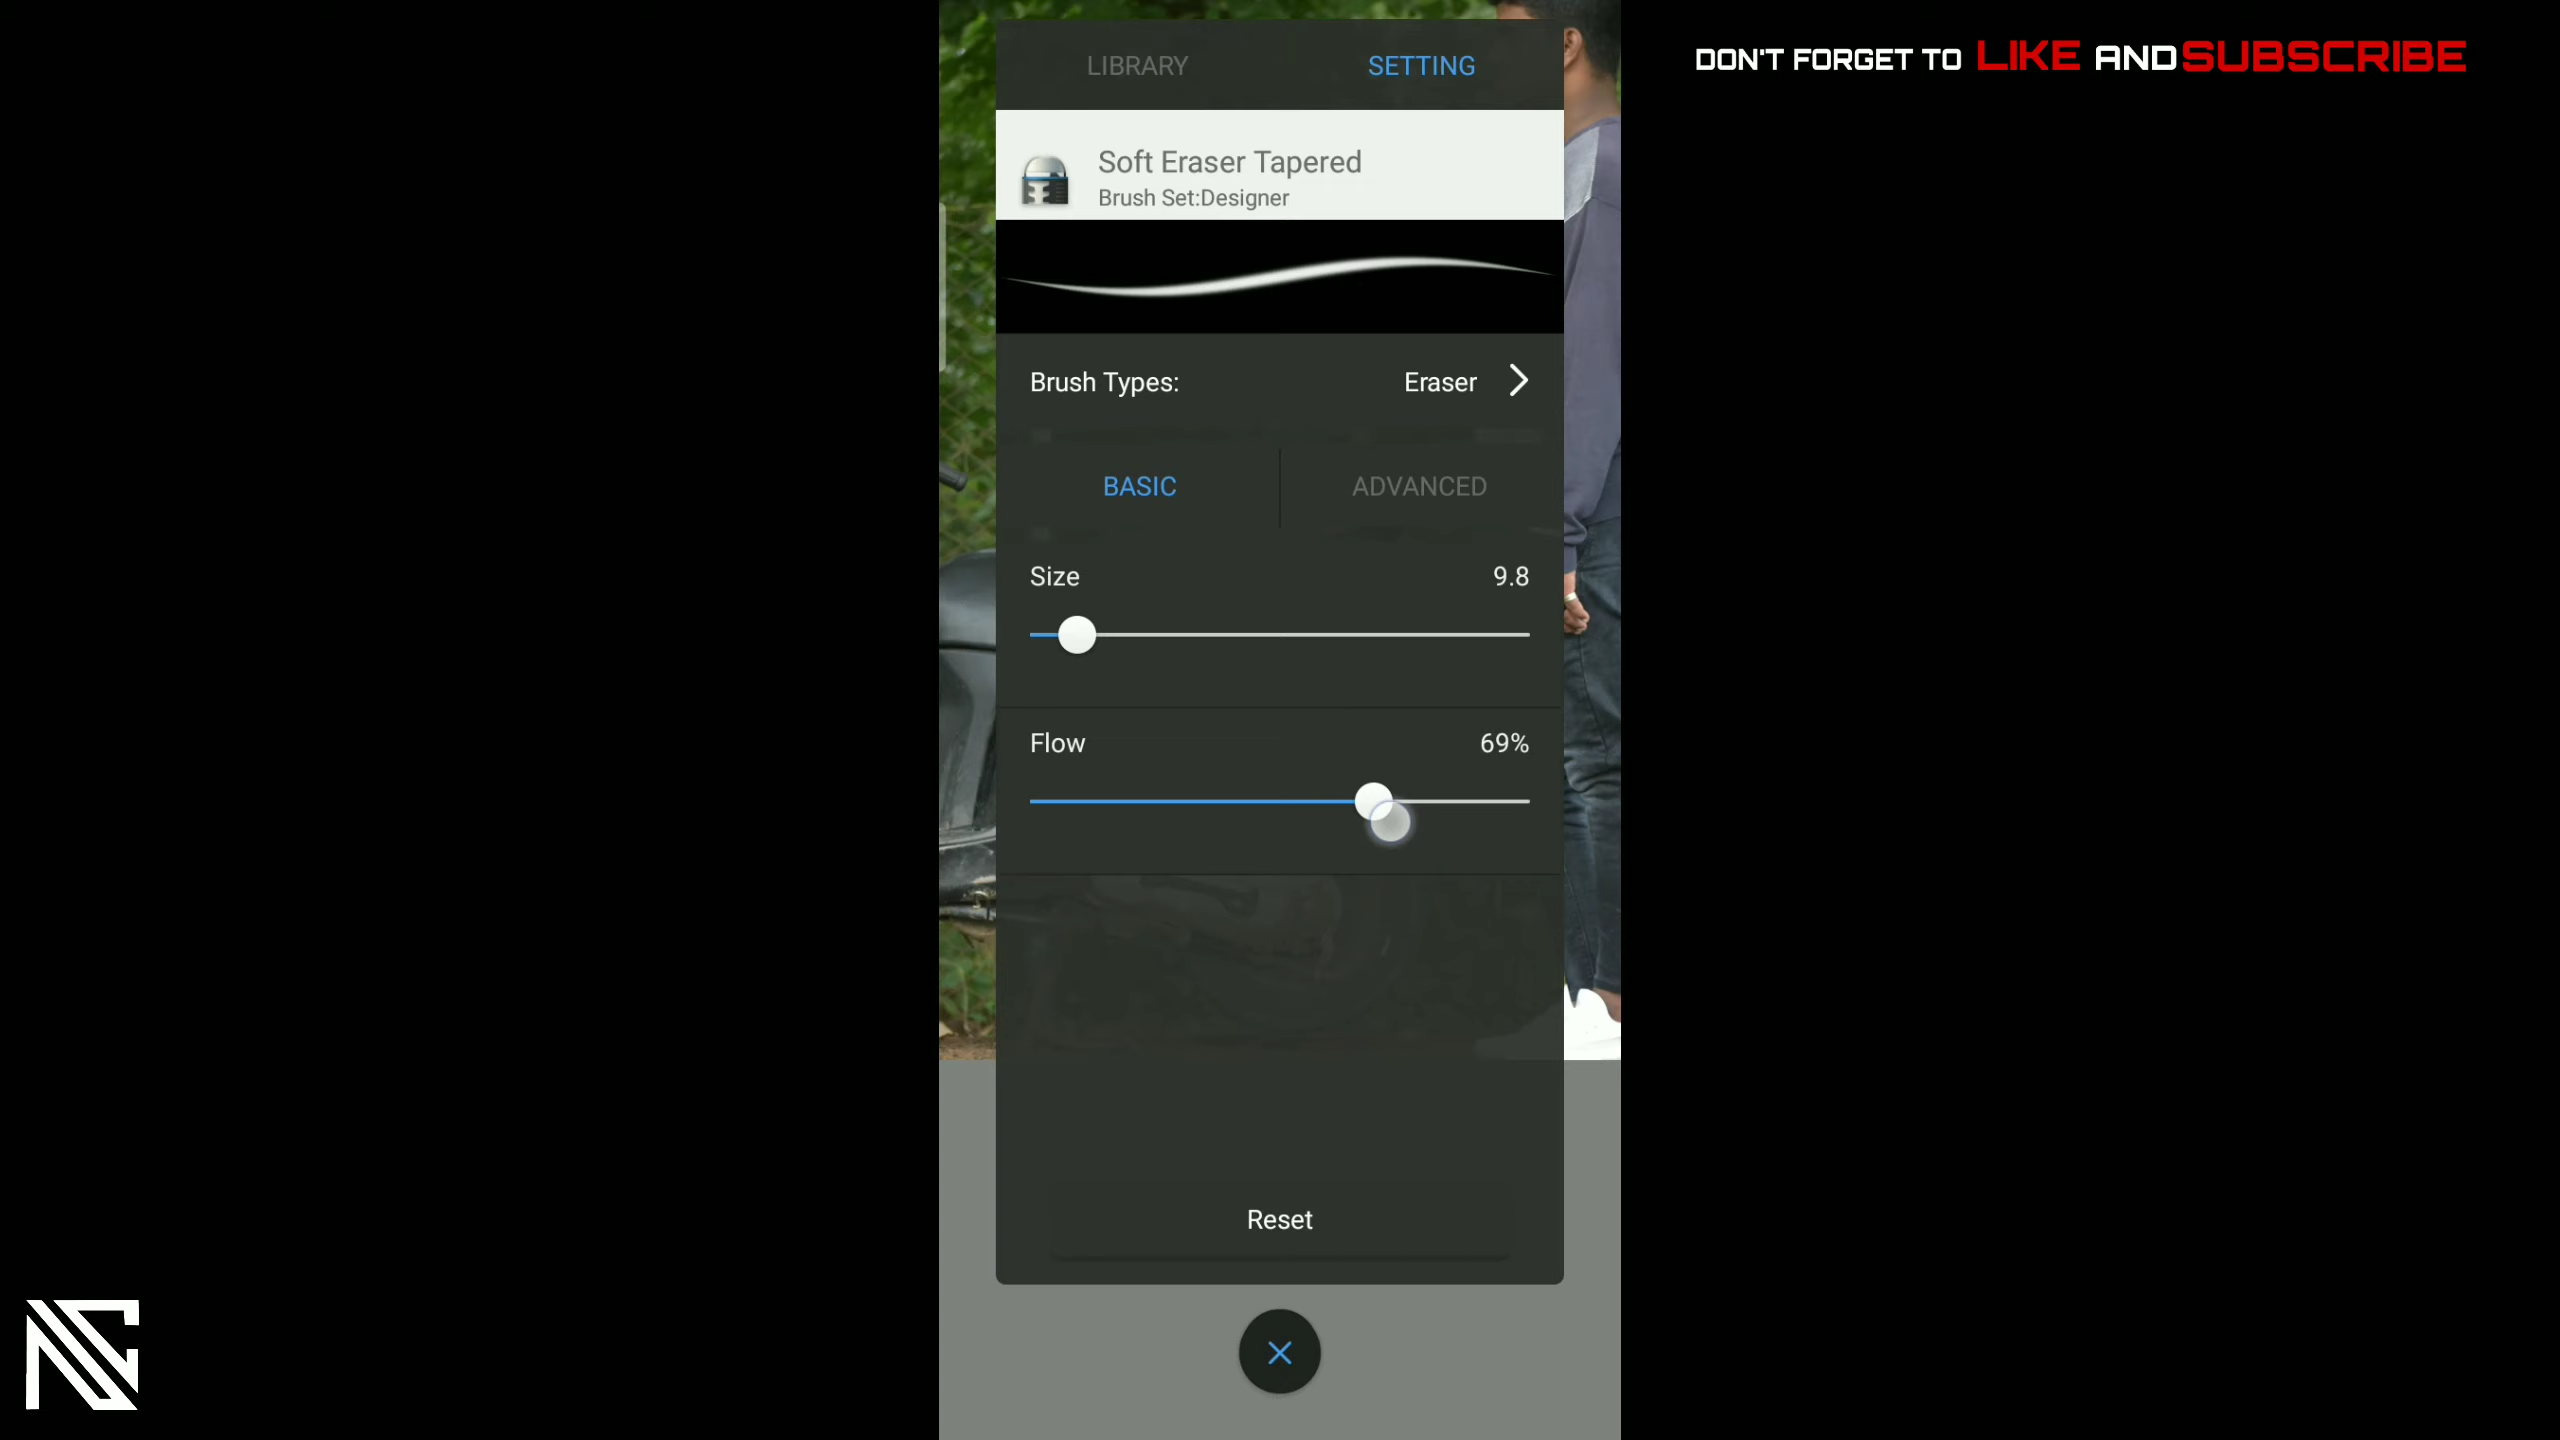 DON'T FORGET TO LIKE AND SUBSCRIBE
LIBRARY SETTING
Soft Eraser Tapered
Brush Set:Designer
Brush Types: Eraser
BASIC ADVANCED
Size 9.8
Flow 69%
Reset